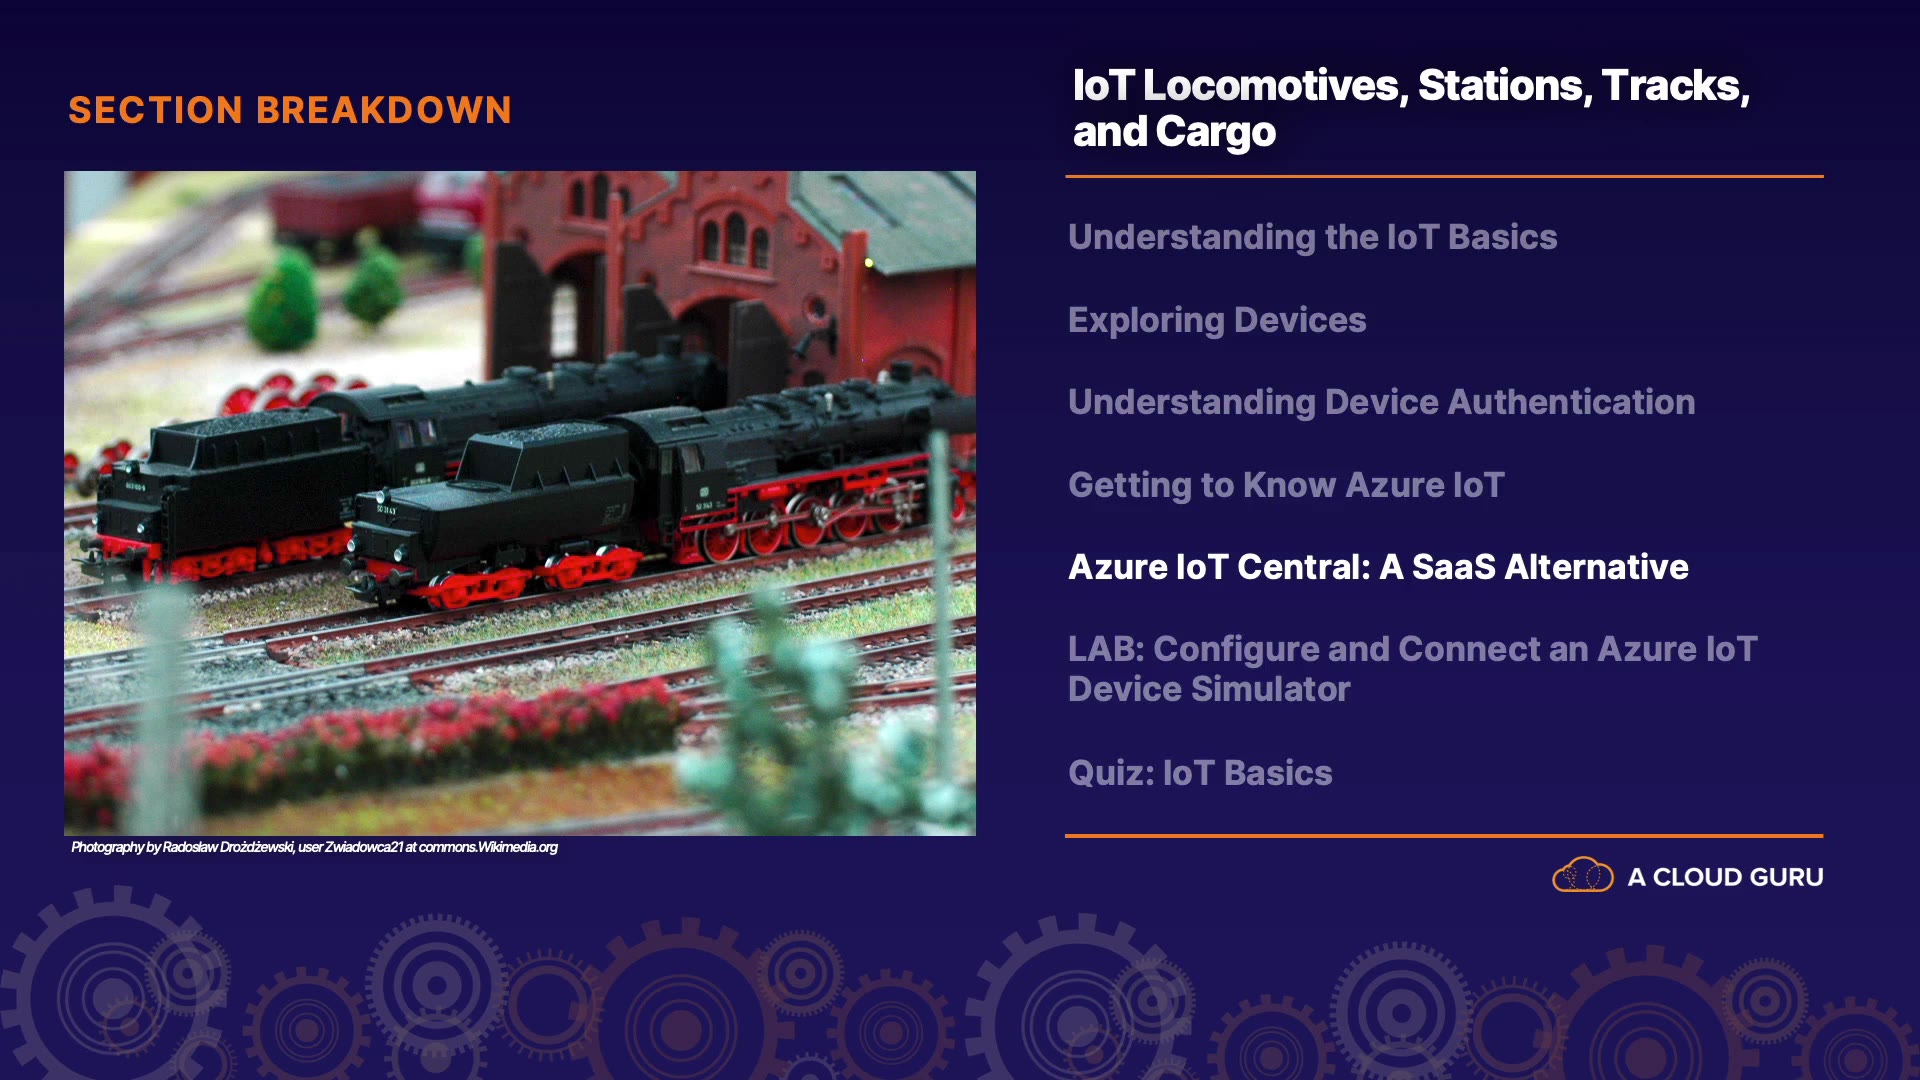 SECTION BREAKDOWN
IoT Locomotives, Stations, Tracks,
and Cargo
Understanding the IoT Basics
Exploring Devices
Understanding Device Authentication
Getting to Know Azure IoT
Azure IoT Central: A SaaS Alternative
LAB: Configure and Connect an Azure IoT
Device Simulator
Quiz: IoT Basics
Photography by Radosław Drożdżewski, user Zwiadowca21 at commons.Wikimedia.org
A CLOUD GURU